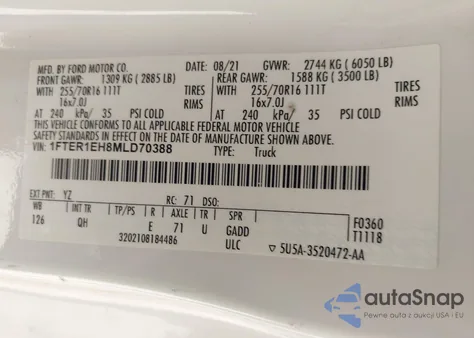 MFD. BY FORD MOTOR CO. 08/21 GVWR: 2744 KG (6050 LB)
FRONT GAWR: 1309 KG (2885 LB) REAR GAWR: 1588 KG (3500 LB)
WITH 255/70R16 111T TIRES WITH 255/70R16 111T TIRES
16x7.0J RIMS 16x7.0J RIMS
AT 240 kPa/ 35 PSI COLD AT 240 kPa/ 35 PSI COLD
THIS VEHICLE CONFORMS TO ALL APPLICABLE FEDERAL MOTOR VEHICLE
SAFETY STANDARDS IN EFFECT ON THE DATE OF MANUFACTURE SHOWN ABOVE.
VIN: 1FTER1EH8MLD70388 TYPE: Truck
EXT PNT: YZ RC: 71 DSO:
WB INT TR TP/PS R AXLE TR SPR F0360
126 QH E 71 U GADD T1118
3202108184486 ULC ▽ 5U5A-3520472-AA
autoSnap
Pewne auta z aukcji USA i EU